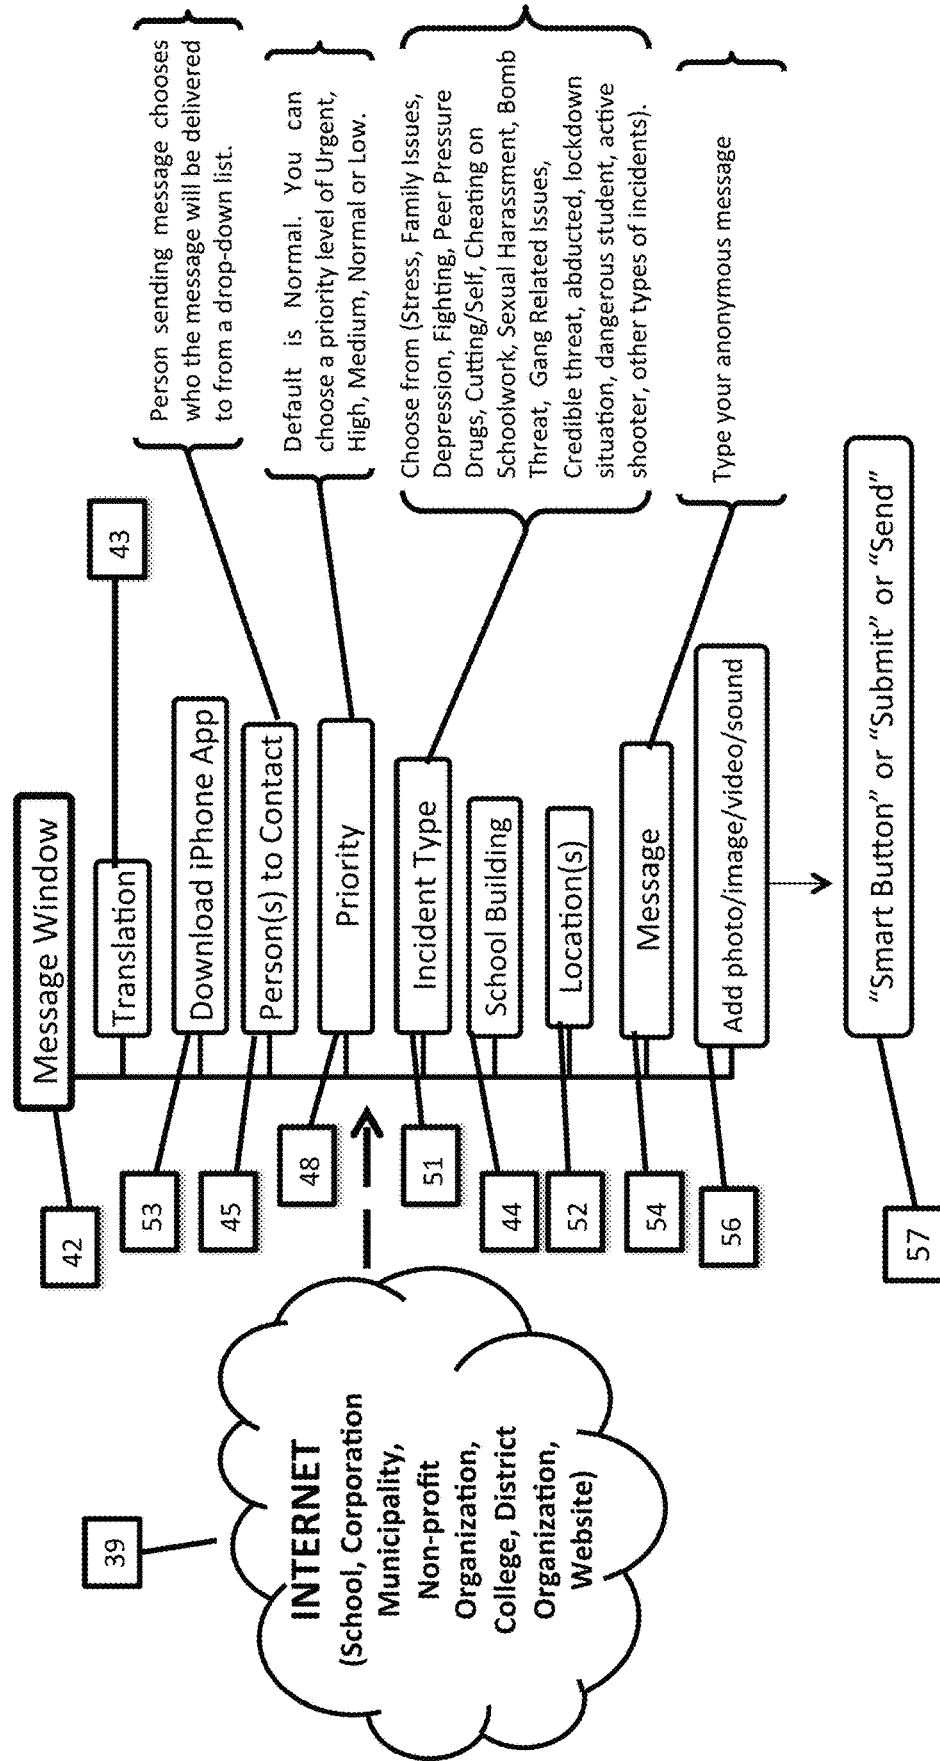 39
INTERNET
(School, Corporation
Municipality,
Non-profit
Organization,
College, District
Organization,
Website)
42
Message Window
Translation
43
53
Download iPhone App
45
Person(s) to Contact
Person sending message chooses
who the message will be delivered
to from a drop-down list.
48
Priority
Default is Normal. You can
choose a priority level of Urgent,
High, Medium, Normal or Low.
51
Incident Type
Choose from (Stress, Family Issues,
Depression, Fighting, Peer Pressure
Drugs, Cutting/Self, Cheating on
Schoolwork, Sexual Harassment, Bomb
Threat, Gang Related Issues,
Credible threat, abducted, lockdown
situation, dangerous student, active
shooter, other types of incidents).
44
School Building
52
Location(s)
54
Message
Type your anonymous message
56
Add photo/image/video/sound
57
“Smart Button” or “Submit” or “Send”